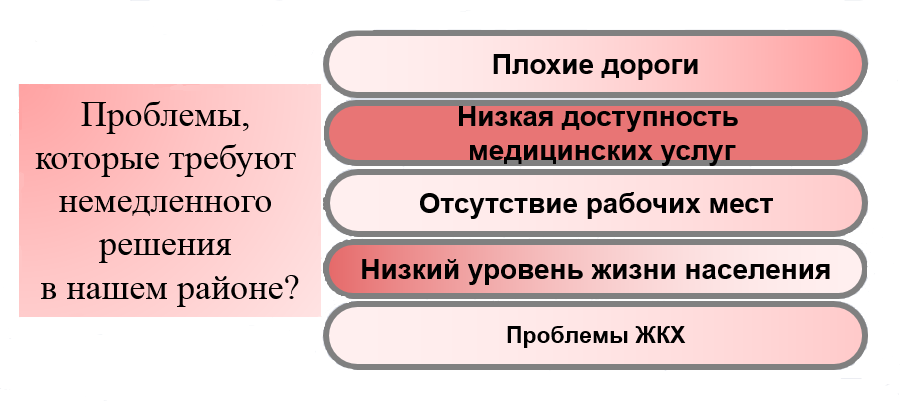 Проблемы,
которые требуют
немедленного
решения
в нашем районе?
Плохие дороги
Низкая доступность
медицинских услуг
Отсутствие рабочих мест
Низкий уровень жизни населения
Проблемы ЖКХ